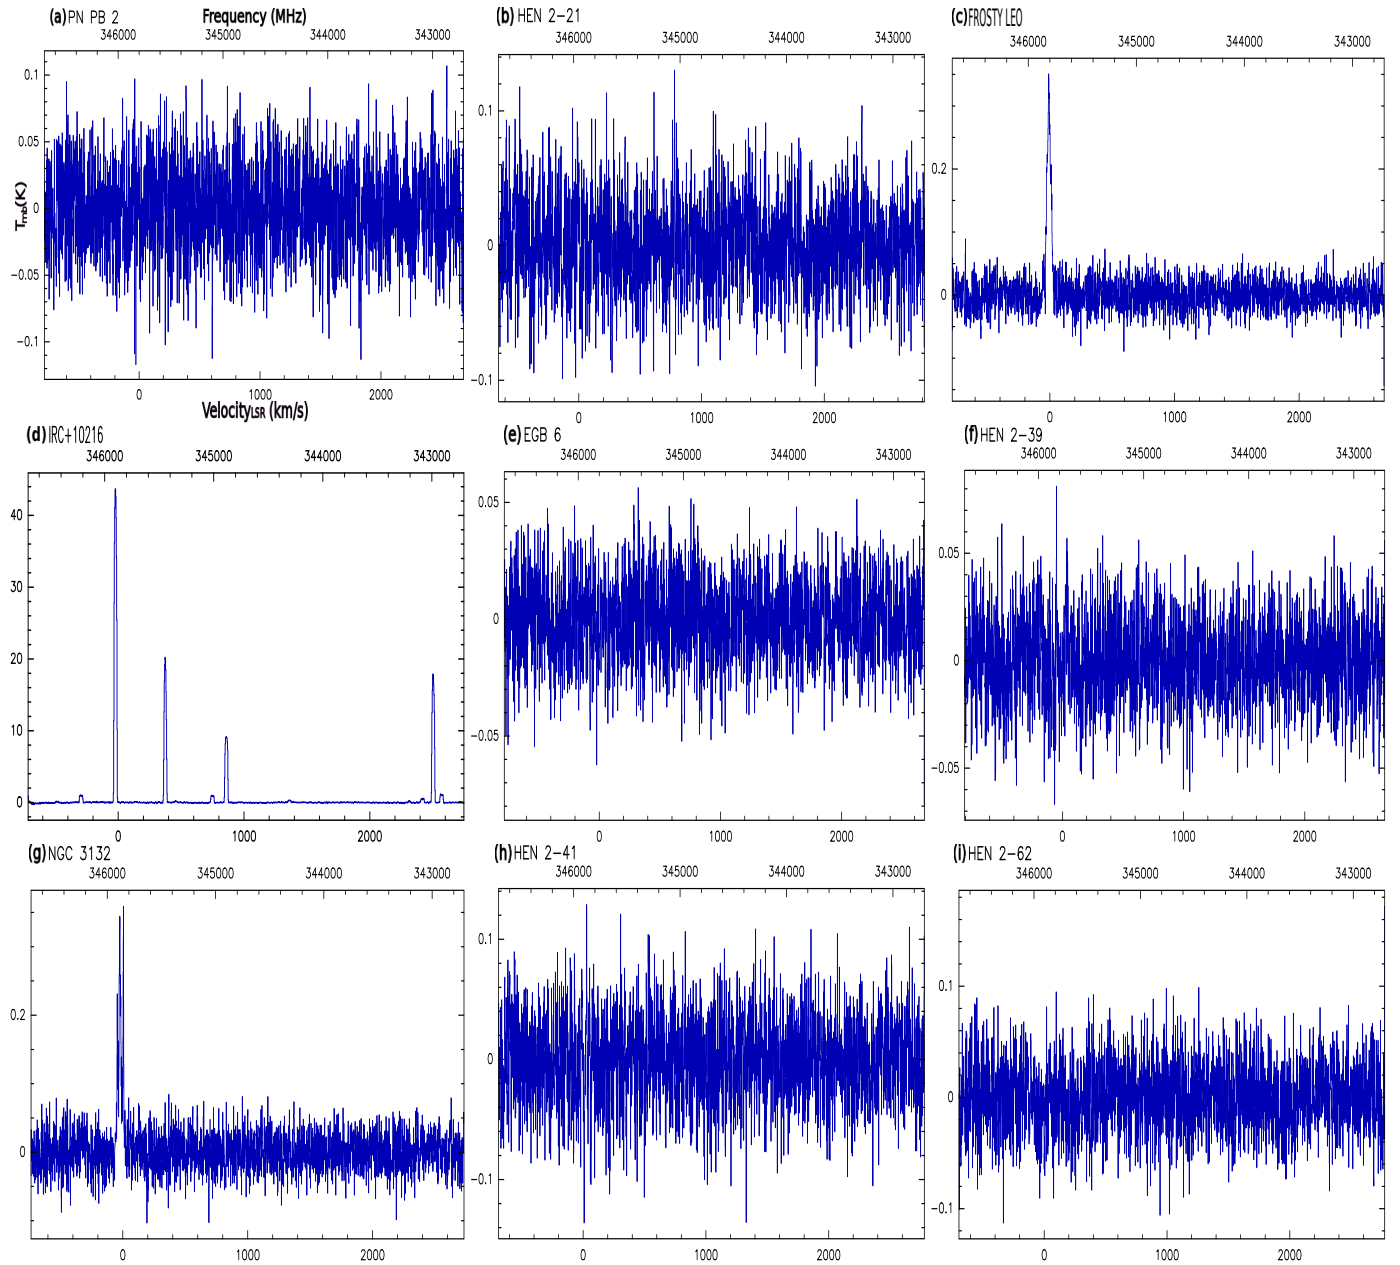 (a) PN PB 2 Frequency (MHz)
346000 345000 344000 343000
0.1
0.05
0
−0.05
−0.1
Tmb(K)
0 1000 2000
VelocityLSR (km/s)
(b) HEN 2−21
346000 345000 344000 343000
0.1
0
−0.1
0 1000 2000
(c) FROSTY LEO
346000 345000 344000 343000
0.2
0
0 1000 2000
(d) IRC+10216
346000 345000 344000 343000
40
30
20
10
0
0 1000 2000
(e) EGB 6
346000 345000 344000 343000
0.05
0
−0.05
0 1000 2000
(f) HEN 2−39
346000 345000 344000 343000
0.05
0
−0.05
0 1000 2000
(g) NGC 3132
346000 345000 344000 343000
0.2
0
0 1000 2000
(h) HEN 2−41
346000 345000 344000 343000
0.1
0
−0.1
0 1000 2000
(i) HEN 2−62
346000 345000 344000 343000
0.1
0
−0.1
0 1000 2000